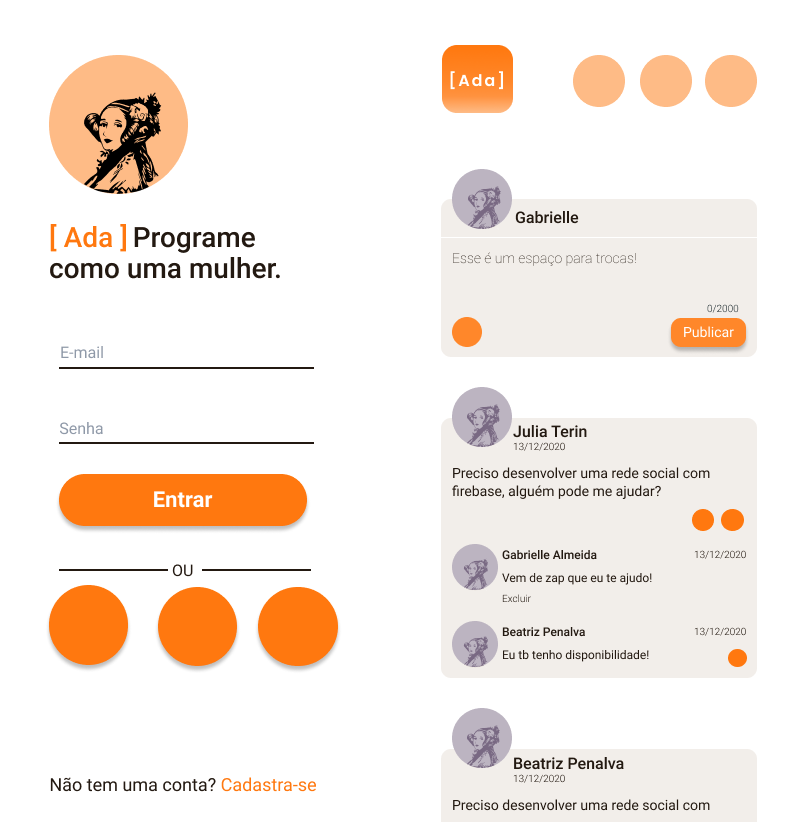 [ Ada ] Programe
como uma mulher.
E-mail
Senha
Entrar
OU
Não tem uma conta? Cadastra-se
[Ada]
Gabrielle
Esse é um espaço para trocas!
0/2000
Publicar
Julia Terin
13/12/2020
Preciso desenvolver uma rede social com
firebase, alguém pode me ajudar?
Gabrielle Almeida 13/12/2020
Vem de zap que eu te ajudo!
Excluir
Beatriz Penalva 13/12/2020
Eu tb tenho disponibilidade!
Beatriz Penalva
13/12/2020
Preciso desenvolver uma rede social com